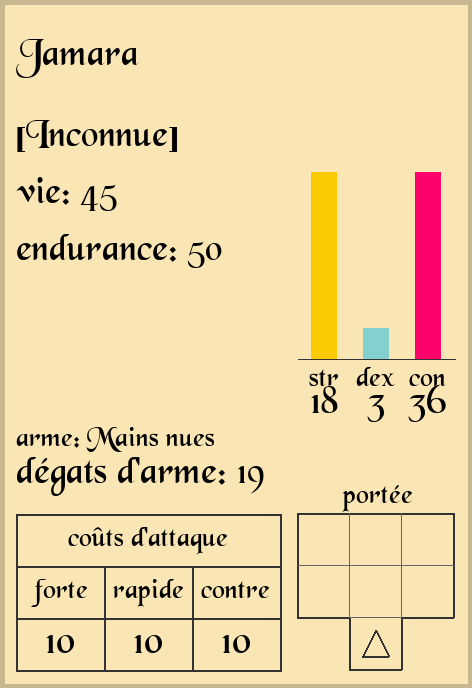 Jamara
[Inconnue]
vie: 45
endurance: 50
str dex con
18 3 36
arme: Mains nues
dégats d'arme: 19
portée
coûts d'attaque
forte rapide contre
10 10 10